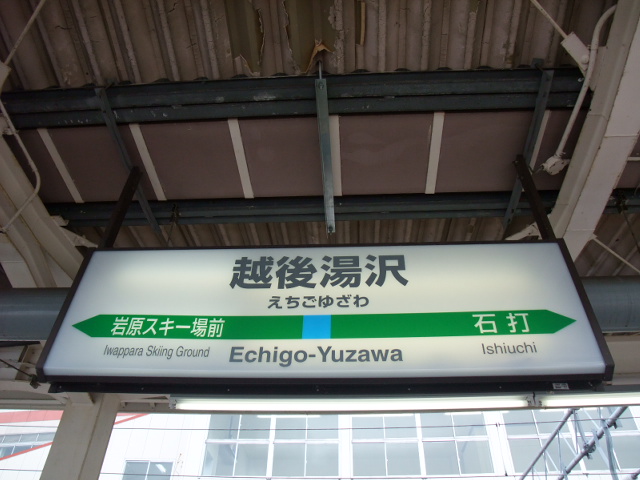 越後湯沢
えちごゆざわ
岩原スキー場前 石打
Iwappara Skiing Ground Echigo-Yuzawa Ishiuchi